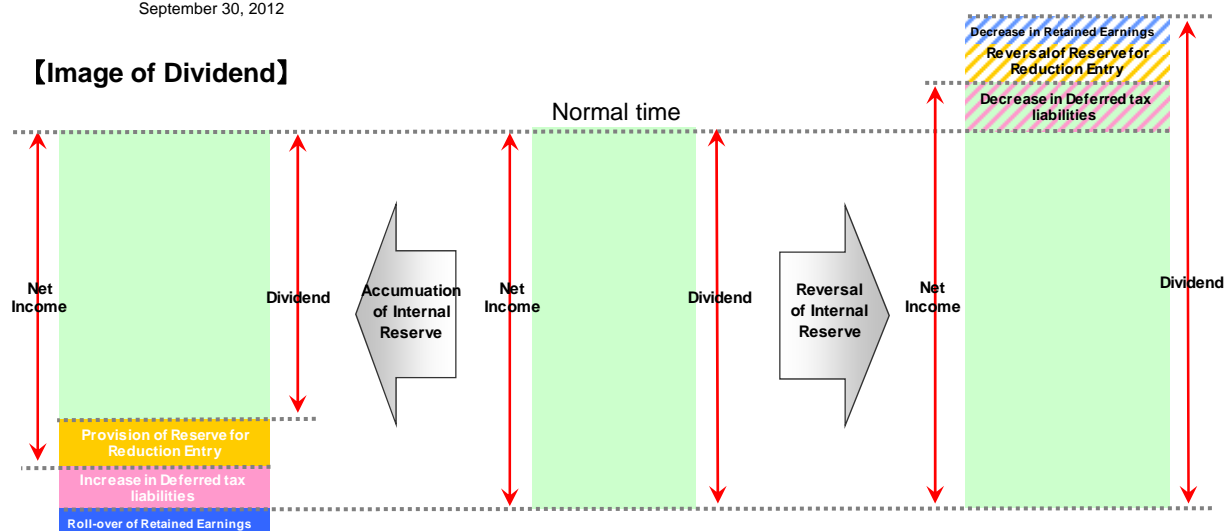 September 30, 2012
【Image of Dividend】
Net
Income
Dividend
Provision of Reserve for
Reduction Entry
Increase in Deferred tax
liabilities
Roll-over of Retained Earnings
Accumuation
of Internal
Reserve
Normal time
Net
Income
Dividend
Reversal
of Internal
Reserve
Net
Income
Decrease in Retained Earnings
Reversal of Reserve for
Reduction Entry
Decrease in Deferred tax
liabilities
Dividend